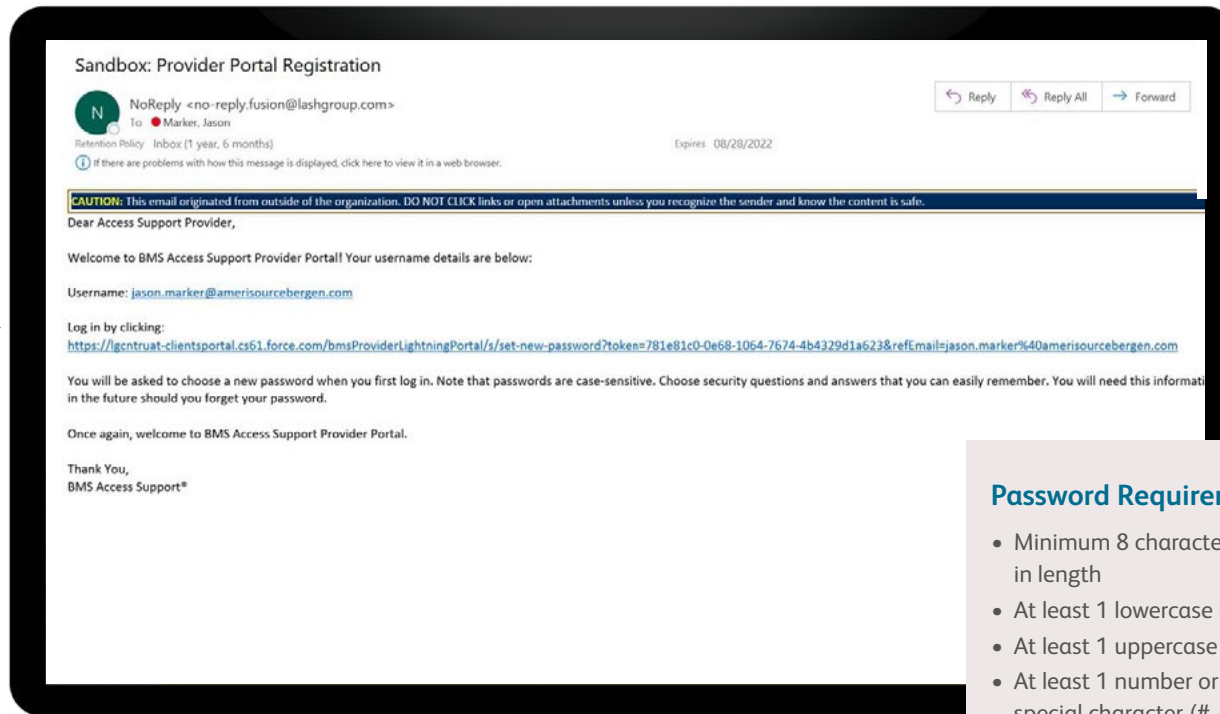 Sandbox: Provider Portal Registration
N
NoReply <no-reply.fusion@lashgroup.com>
To Marker, Jason
Reply
Reply All
Forward
Retention Policy Inbox (1 year, 6 months)
Expires 08/28/2022
If there are problems with how this message is displayed, click here to view it in a web browser.
CAUTION: This email originated from outside of the organization. DO NOT CLICK links or open attachments unless you recognize the sender and know the content is safe.
Dear Access Support Provider,
Welcome to BMS Access Support Provider Portal! Your username details are below:
Username: jason.marker@amerisourcebergen.com
Log in by clicking:
https://lgcntruat-clientsportal.cs61.force.com/bmsProviderLightningPortal/s/set-new-password?token=781e81c0-0e68-1064-7674-4b4329d1a623&refEmail=jason.marker%40amerisourcebergen.com
You will be asked to choose a new password when you first log in. Note that passwords are case-sensitive. Choose security questions and answers that you can easily remember. You will need this informati
in the future should you forget your password.
Once again, welcome to BMS Access Support Provider Portal.
Thank You,
BMS Access Support®
Password Requirer
• Minimum 8 characte
in length
• At least 1 lowercase
• At least 1 uppercase
• At least 1 number or
special character (#